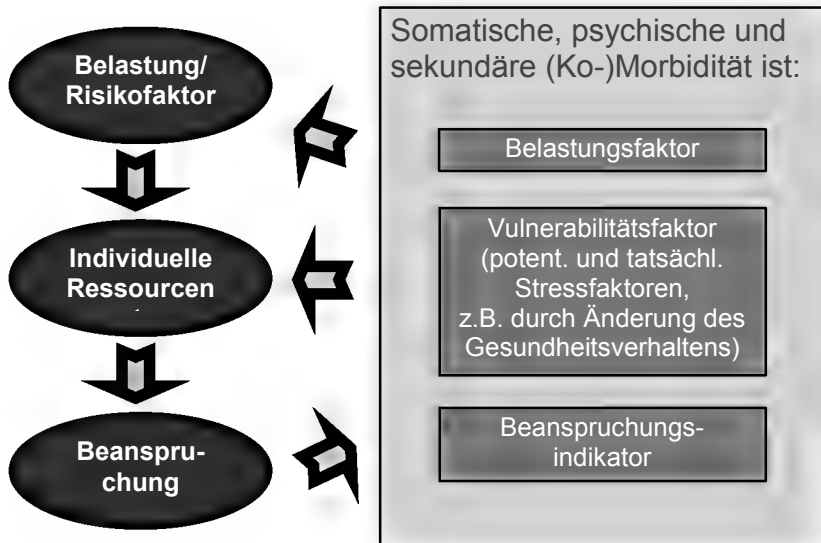 Belastung/
Risikofaktor
Individuelle
Ressourcen
Beanspru-
chung
Somatische, psychische und
sekundäre (Ko-)Morbidität ist:
Belastungsfaktor
Vulnerabilitätsfaktor
(potent. und tatsächl.
Stressfaktoren,
z.B. durch Änderung des
Gesundheitsverhaltens)
Beanspruchungs-
indikator